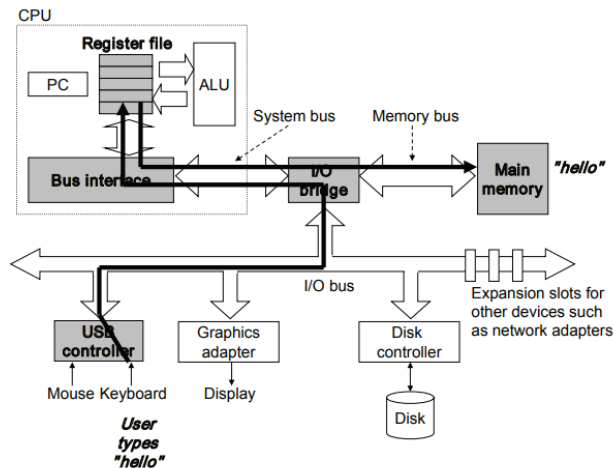 CPU
Register file
PC
ALU
System bus
Memory bus
Bus interface
I/O
bridge
Main
memory
"hello"
I/O bus
Expansion slots for
other devices such
as network adapters
USB
controller
Graphics
adapter
Disk
controller
Mouse Keyboard
Display
Disk
User
types
"hello"